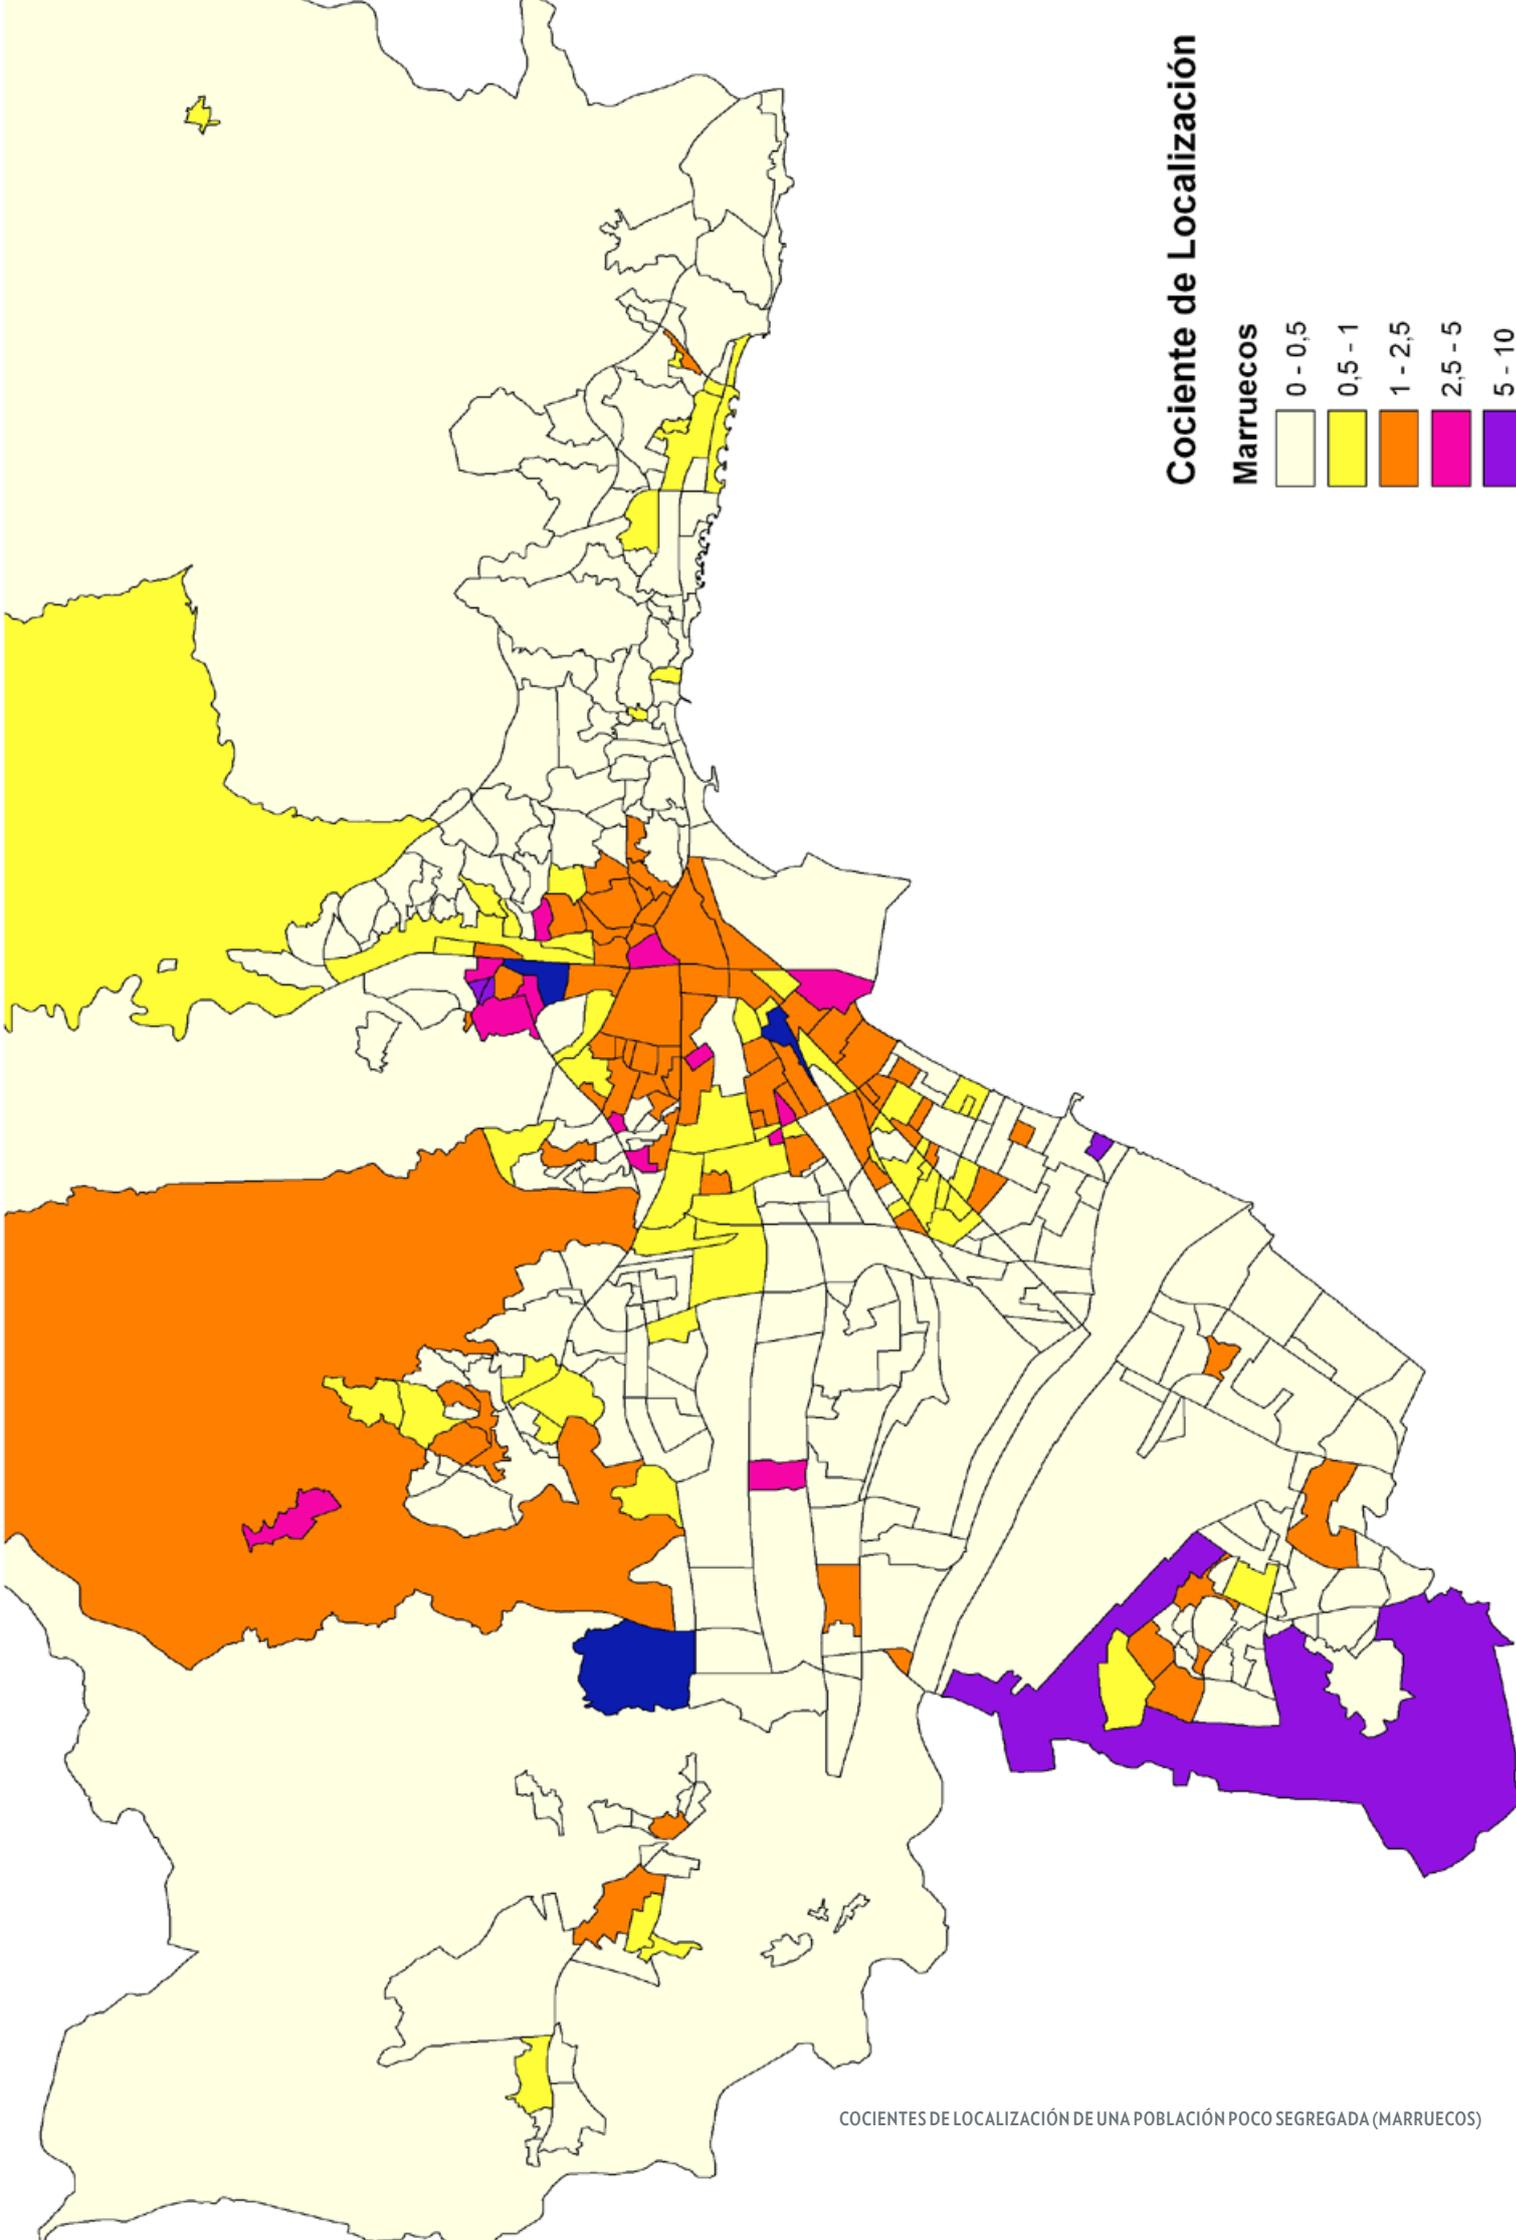 Cociente de Localización
Marruecos
0 - 0,5
0,5 - 1
1 - 2,5
2,5 - 5
5 - 10
COCIENTES DE LOCALIZACIÓN DE UNA POBLACIÓN POCO SEGREGADA (MARRUECOS)